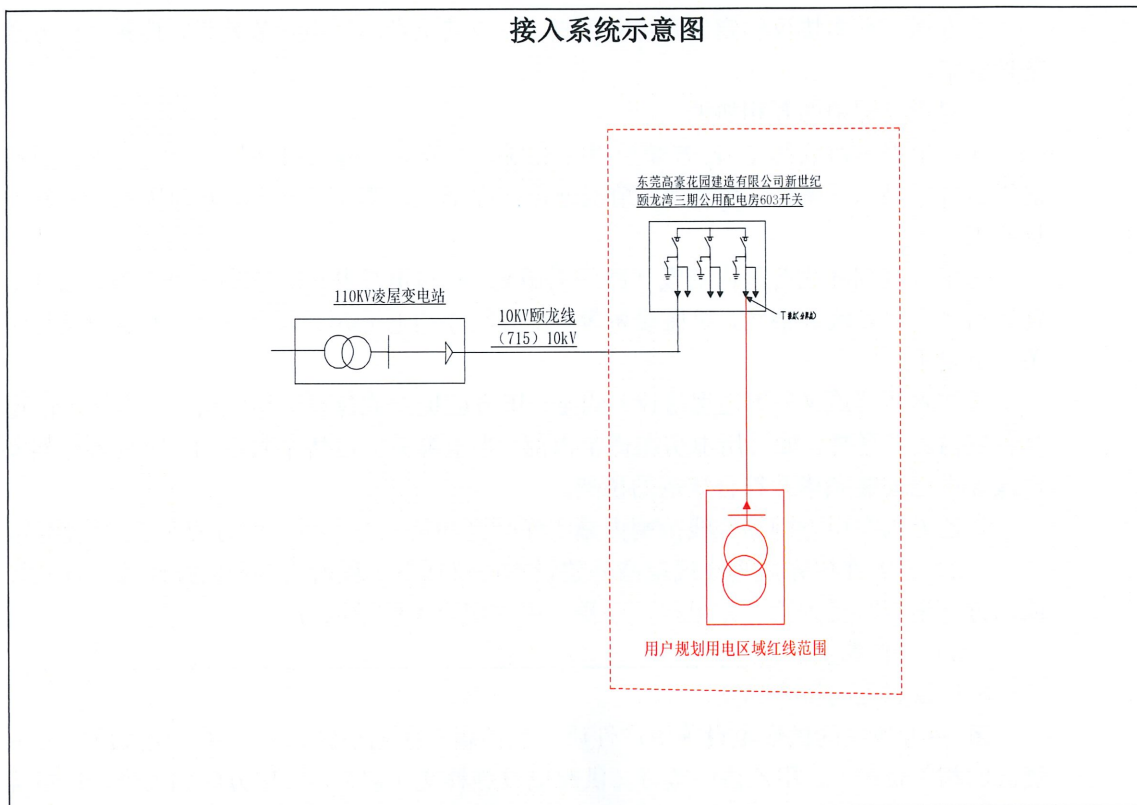 接入系统示意图
东莞高豪花园建造有限公司新世纪
颐龙湾三期公用配电房603开关
110KV凌屋变电站
10KV颐龙线
（715）10kV
用户规划用电区域红线范围